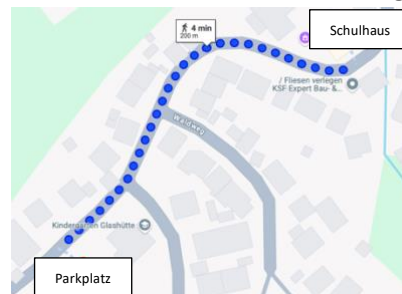 Schulhaus
4 min
200 m
/ Fliesen verlegen
KSF Expert Bau- &..
Waldweg
Kindergarten Glashütte
Parkplatz